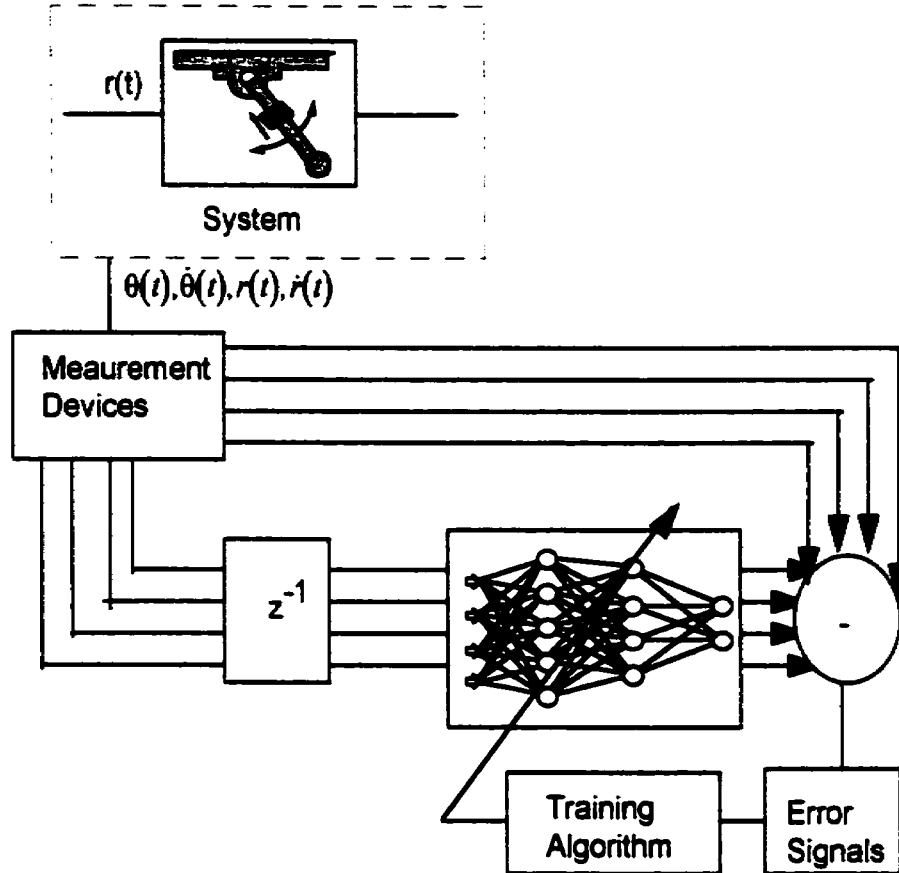 r(t)
System
θ(t), θ̇(t), r(t), ṙ(t)
Meaurement
Devices
z⁻¹
-
Training
Algorithm
Error
Signals